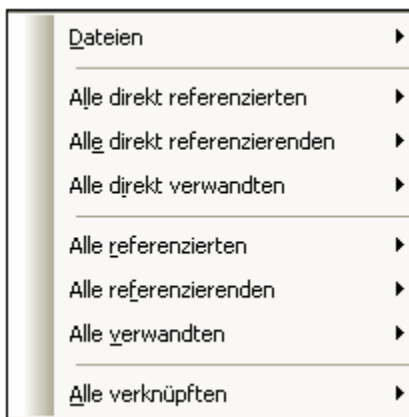 Dateien
Alle direkt referenzierten
Alle direkt referenzierenden
Alle direkt verwandten
Alle referenzierten
Alle referenzierenden
Alle verwandten
Alle verknüpften